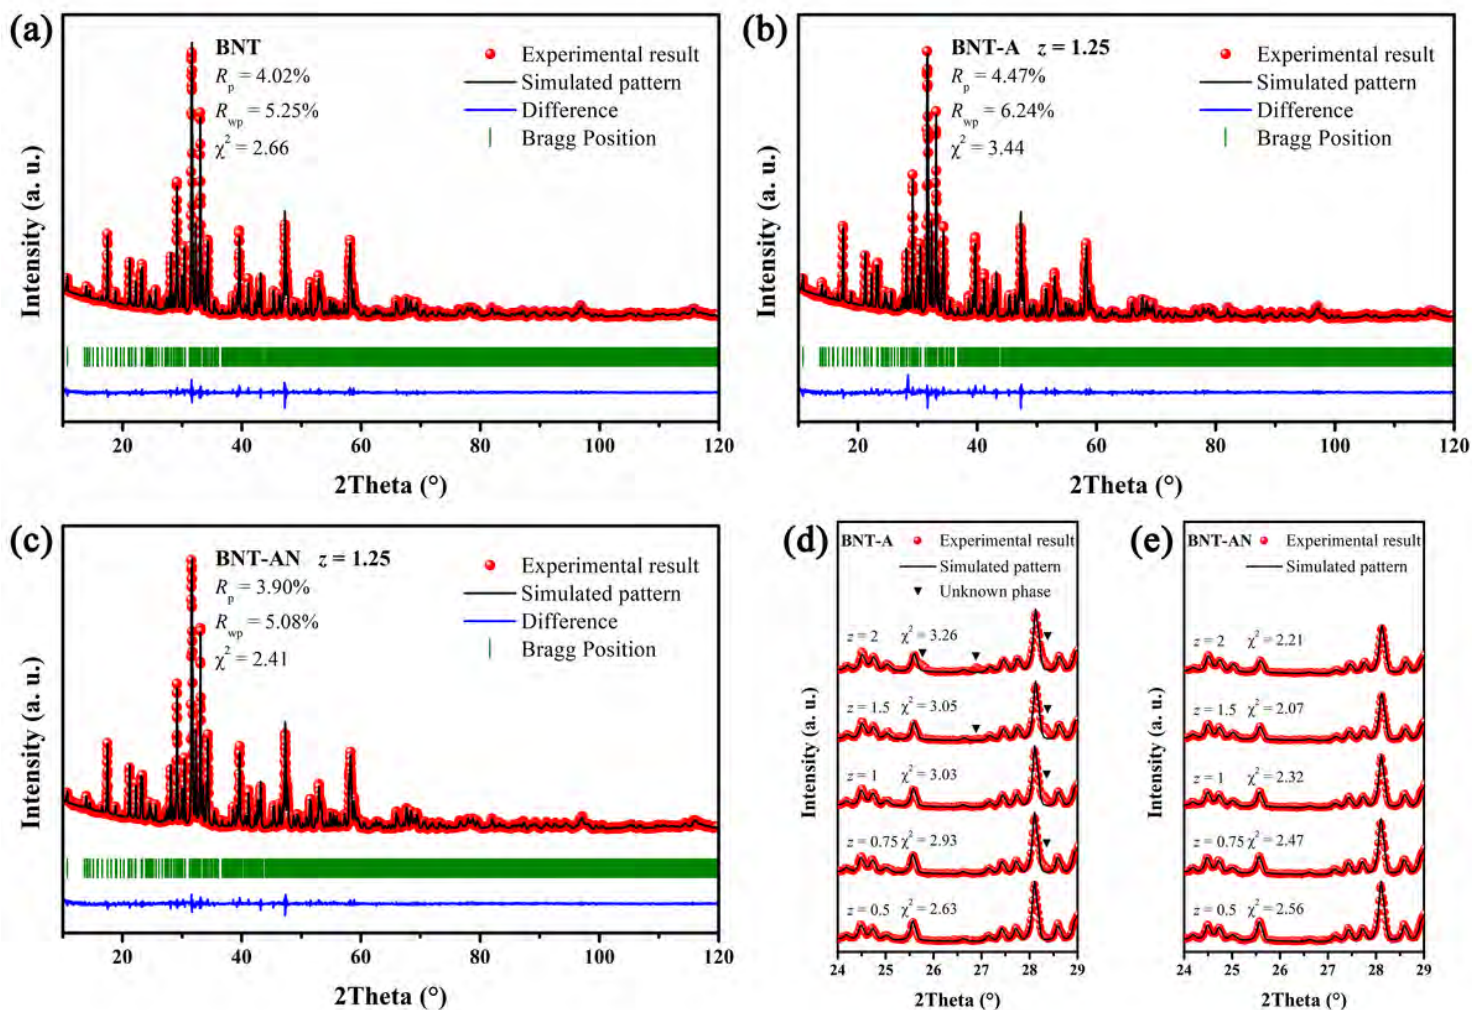 (a)
BNT
Rp = 4.02%
Rwp = 5.25%
χ² = 2.66
Experimental result
Simulated pattern
Difference
Bragg Position
Intensity (a. u.)
20 40 60 80 100 120
2Theta (°)
(b)
BNT-A z = 1.25
Rp = 4.47%
Rwp = 6.24%
χ² = 3.44
Experimental result
Simulated pattern
Difference
Bragg Position
Intensity (a. u.)
20 40 60 80 100 120
2Theta (°)
(c)
BNT-AN z = 1.25
Rp = 3.90%
Rwp = 5.08%
χ² = 2.41
Experimental result
Simulated pattern
Difference
Bragg Position
Intensity (a. u.)
20 40 60 80 100 120
2Theta (°)
(d)
BNT-A Experimental result
Simulated pattern
Unknown phase
z = 2 χ² = 3.26
z = 1.5 χ² = 3.05
z = 1 χ² = 3.03
z = 0.75 χ² = 2.93
z = 0.5 χ² = 2.63
Intensity (a. u.)
24 25 26 27 28 29
2Theta (°)
(e)
BNT-AN Experimental result
Simulated pattern
z = 2 χ² = 2.21
z = 1.5 χ² = 2.07
z = 1 χ² = 2.32
z = 0.75 χ² = 2.47
z = 0.5 χ² = 2.56
Intensity (a. u.)
24 25 26 27 28 29
2Theta (°)